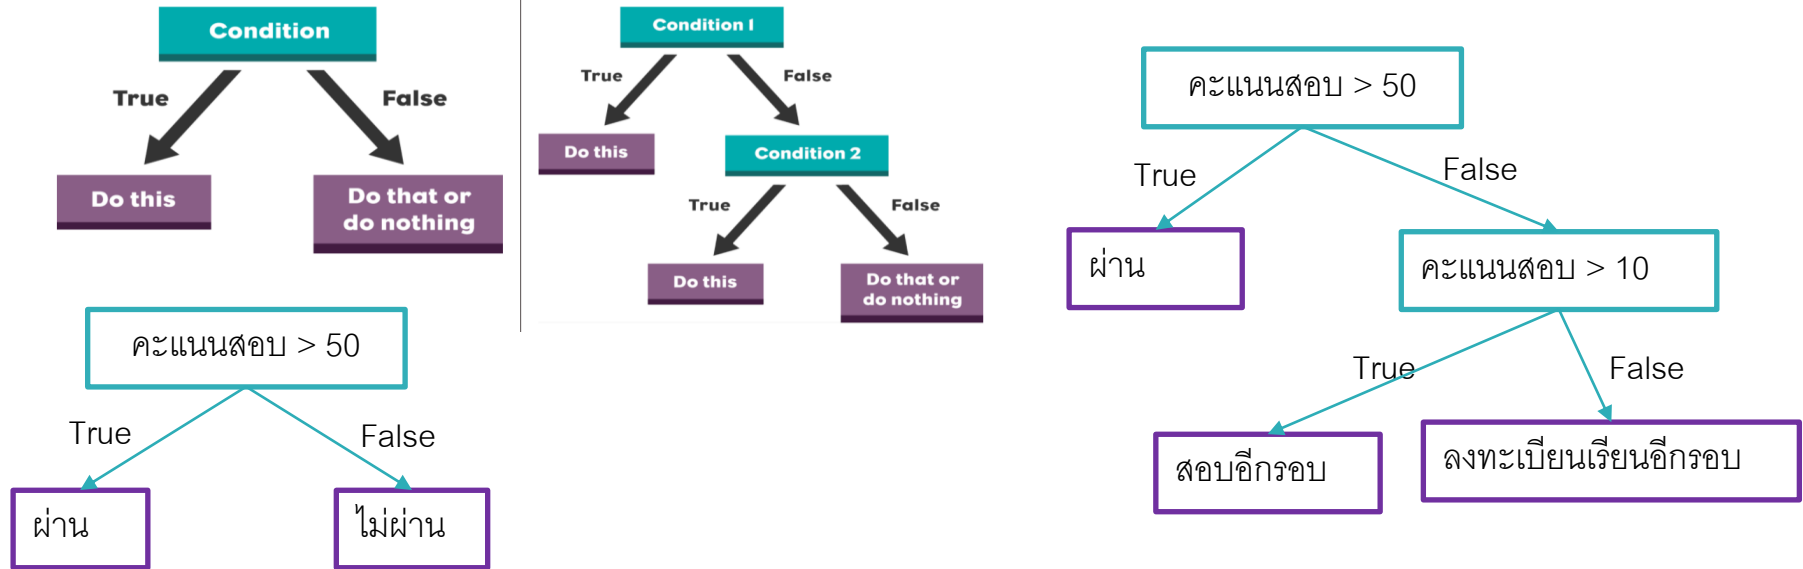 Condition
True
False
Do this
Do that or
do nothing
Condition 1
True
False
Do this
Condition 2
True
False
Do this
Do that or
do nothing
คะแนนสอบ > 50
True
False
ผ่าน
ไม่ผ่าน
คะแนนสอบ > 50
True
False
ผ่าน
คะแนนสอบ > 10
True
False
สอบอีกรอบ
ลงทะเบียนเรียนอีกรอบ